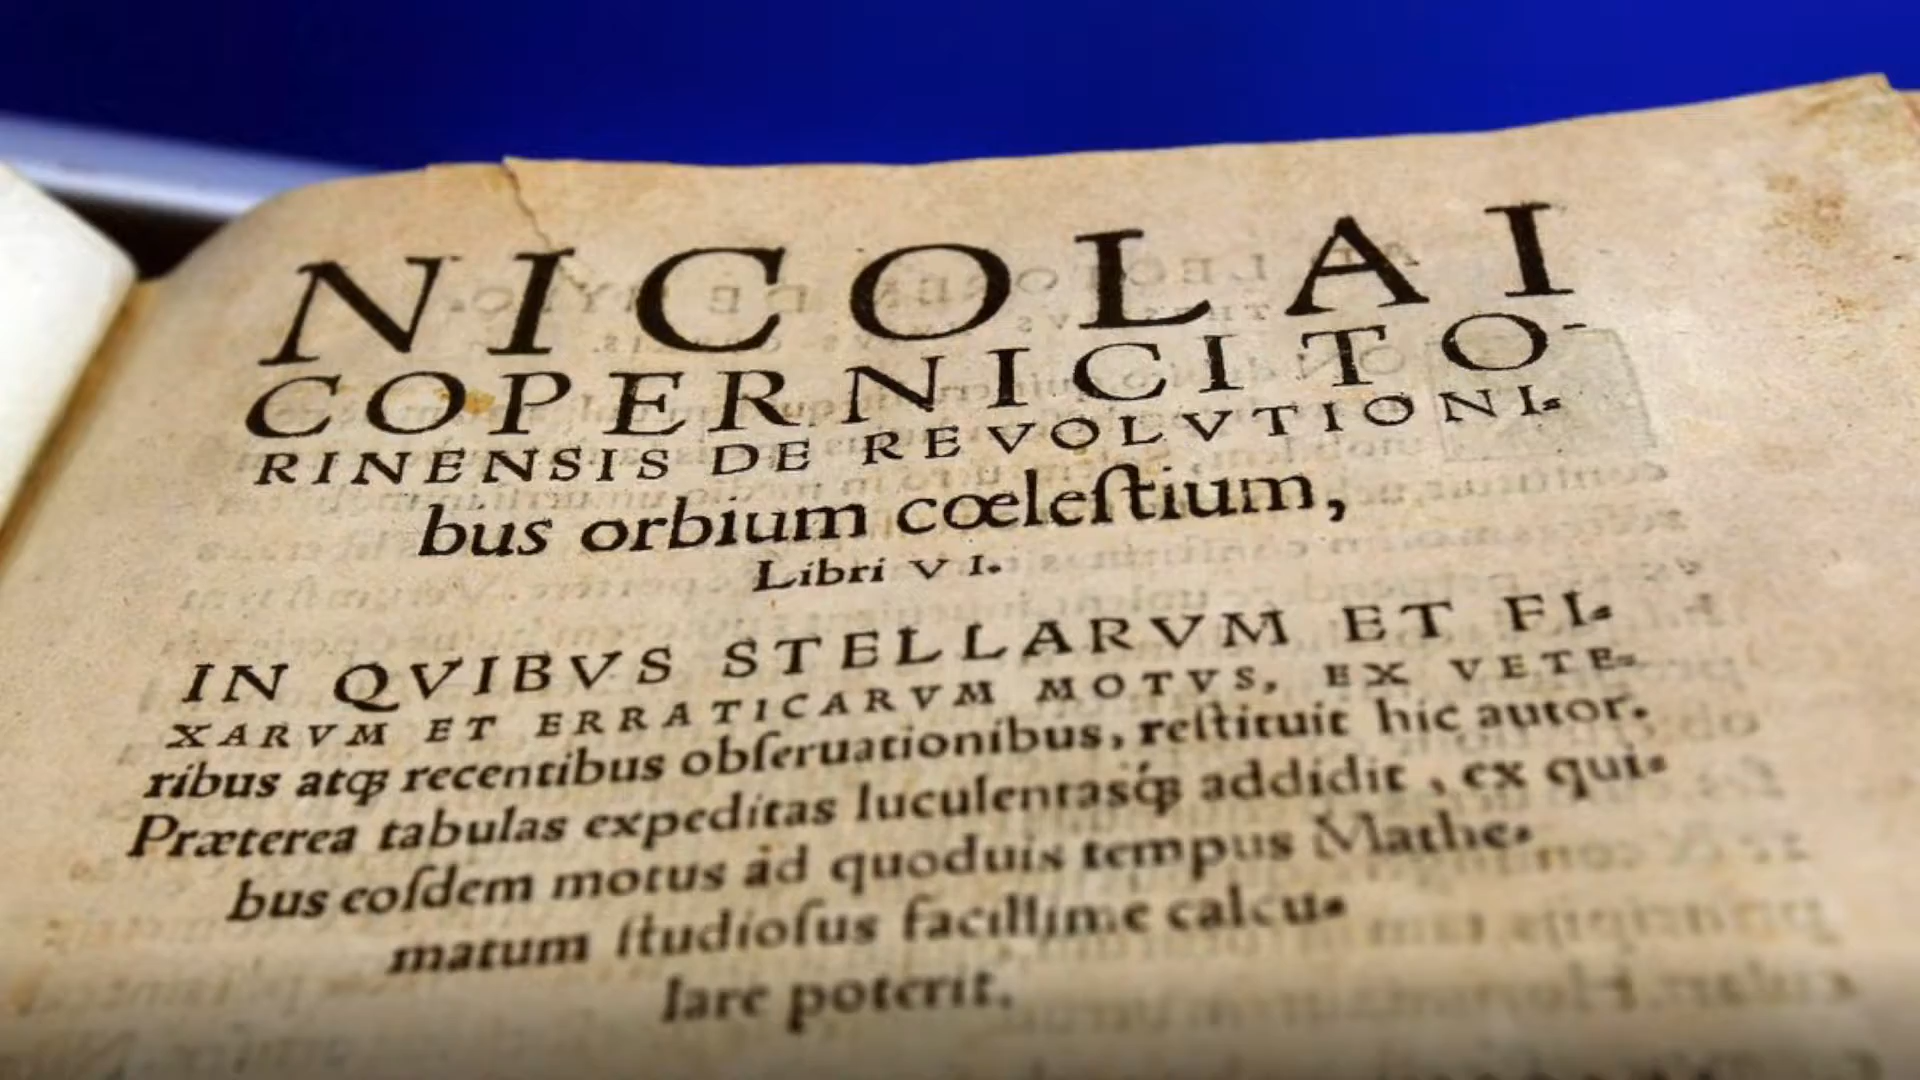 NICOLAI
COPERNICI TO-
RINENSIS DE REVOLVTIONI-
bus orbium cœleſtium,
Libri VI.
IN QVIBVS STELLARVM ET FI-
XARVM ET ERRATICARVM MOTVS, EX VETE-
ribus atqꝫ recentibus obſeruationibus, reſtituit hic autor.
Præterea tabulas expeditas luculentasq́ꝫ addidit, ex qui-
bus eoſdem motus ad quoduis tempus Mathe-
matum ſtudioſus facillime calcu-
lare poterit.